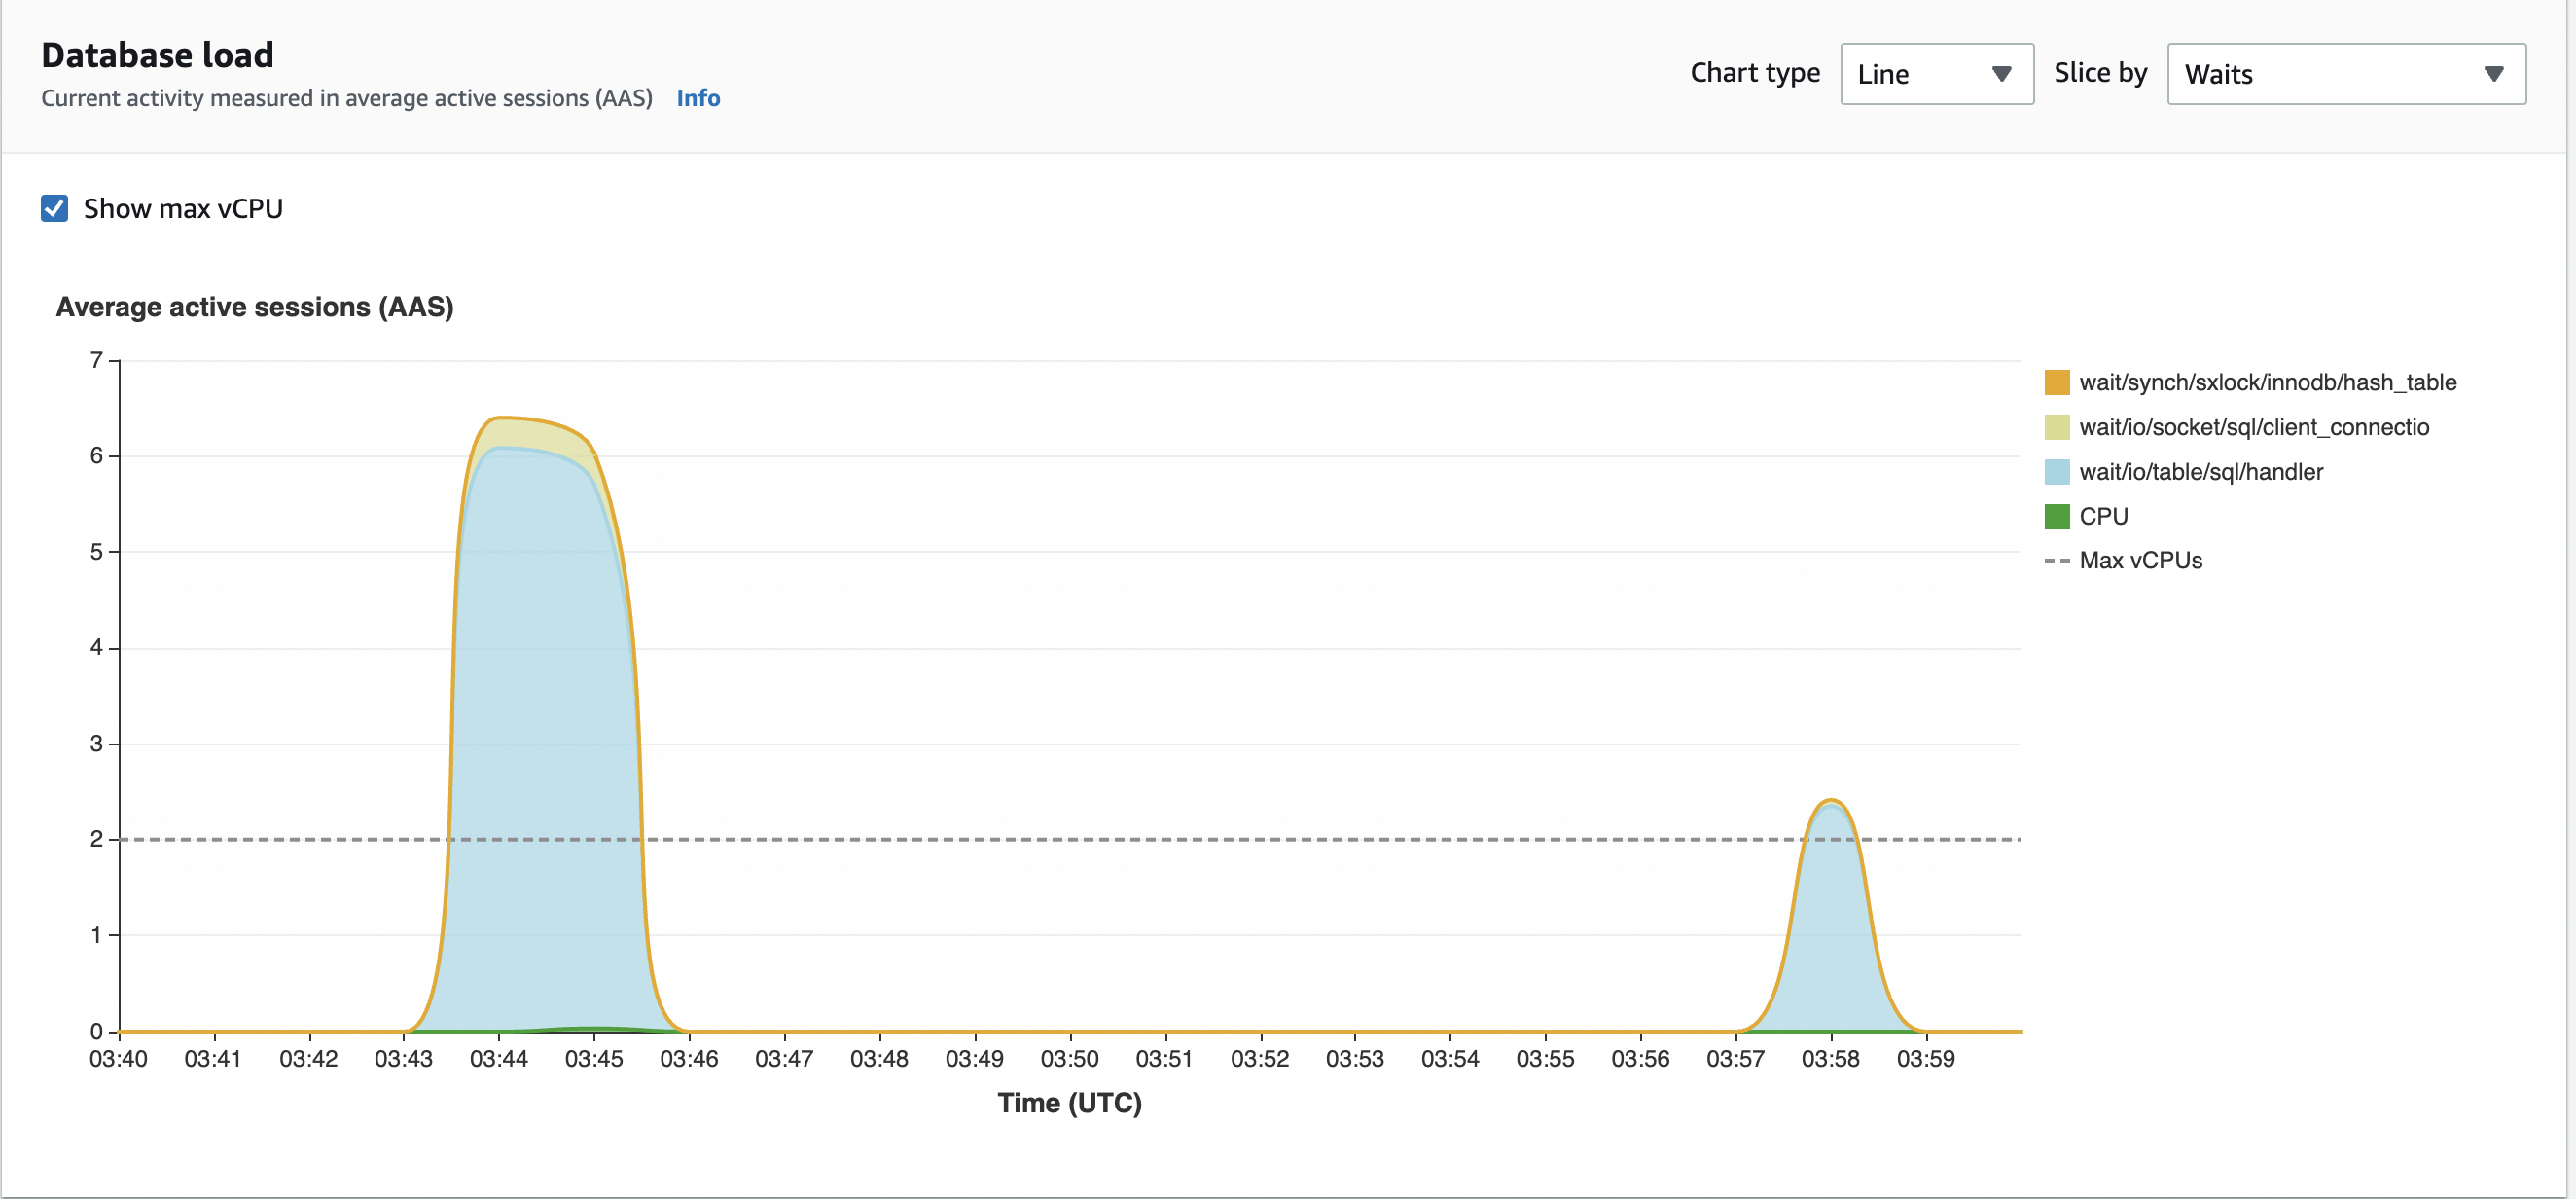 Database load
Current activity measured in average active sessions (AAS) Info
Chart type Line Slice by Waits
Show max vCPU
Average active sessions (AAS)
7
6
5
4
3
2
1
0
03:40 03:41 03:42 03:43 03:44 03:45 03:46 03:47 03:48 03:49 03:50 03:51 03:52 03:53 03:54 03:55 03:56 03:57 03:58 03:59
Time (UTC)
wait/synch/sxlock/innodb/hash_table
wait/io/socket/sql/client_connectio
wait/io/table/sql/handler
CPU
Max vCPUs